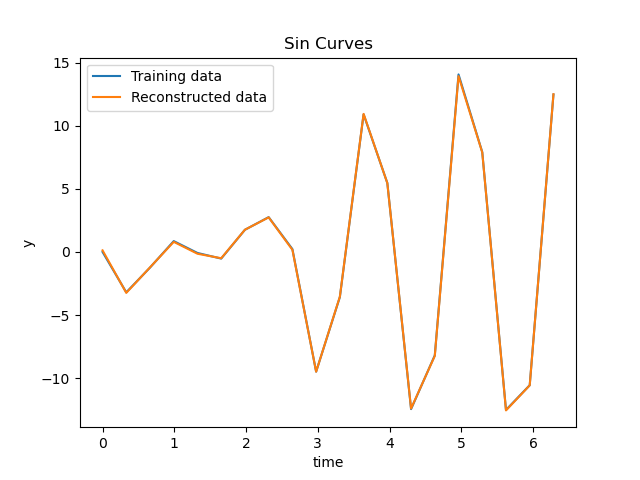 Sin Curves
Training data
Reconstructed data
15
10
5
0
−5
−10
y
0 1 2 3 4 5 6
time